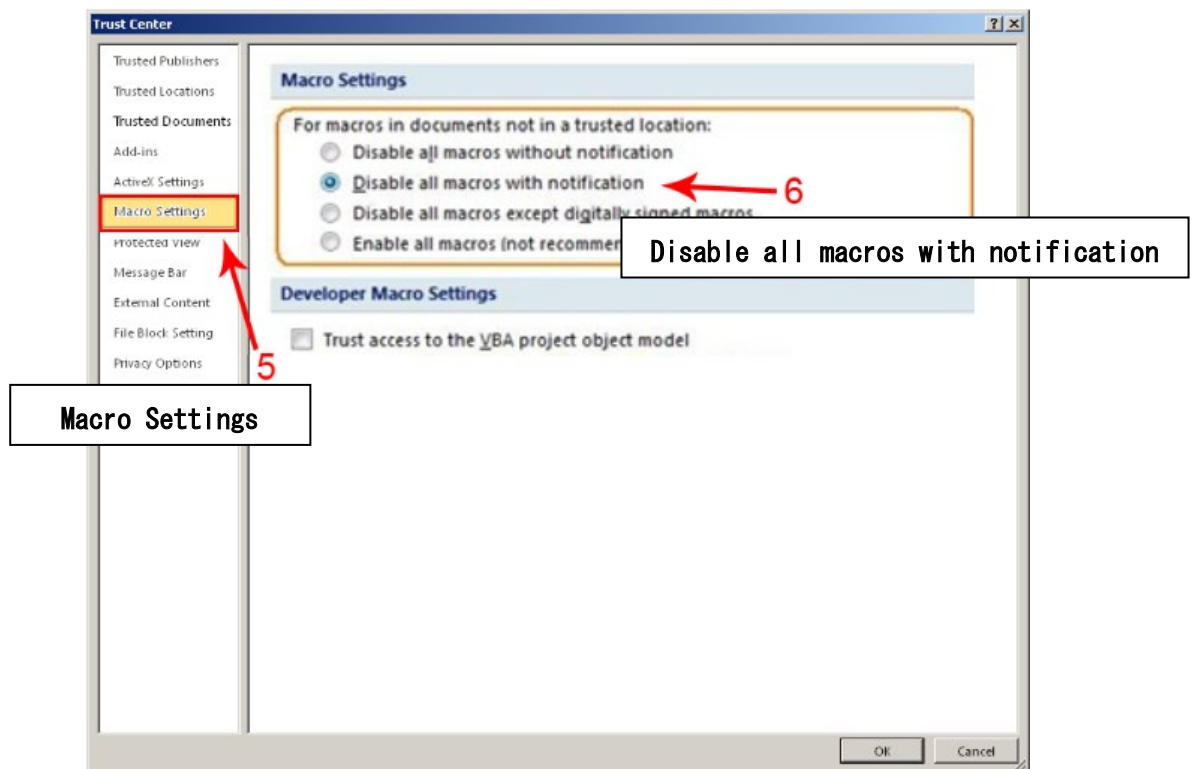 Trust Center
Trusted Publishers
Trusted Locations
Trusted Documents
Add-ins
ActiveX Settings
Macro Settings
Protected View
Message Bar
External Content
File Block Setting
Privacy Options
5
Macro Settings
Macro Settings
For macros in documents not in a trusted location:
Disable all macros without notification
Disable all macros with notification
6
Disable all macros except digitally signed macros
Enable all macros (not recommen
Disable all macros with notification
Developer Macro Settings
Trust access to the VBA project object model
OK
Cancel